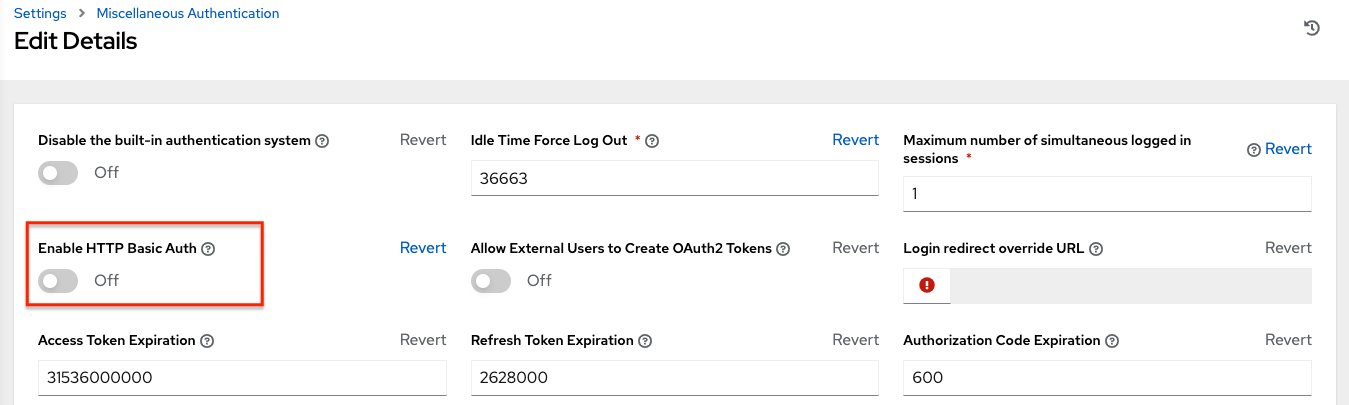 Settings > Miscellaneous Authentication
Edit Details
Disable the built-in authentication system Revert
Off
Idle Time Force Log Out * Revert
36663
Maximum number of simultaneous logged in
sessions * Revert
1
Enable HTTP Basic Auth Revert
Off
Allow External Users to Create OAuth2 Tokens Revert
Off
Login redirect override URL Revert
Access Token Expiration Revert
31536000000
Refresh Token Expiration Revert
2628000
Authorization Code Expiration Revert
600